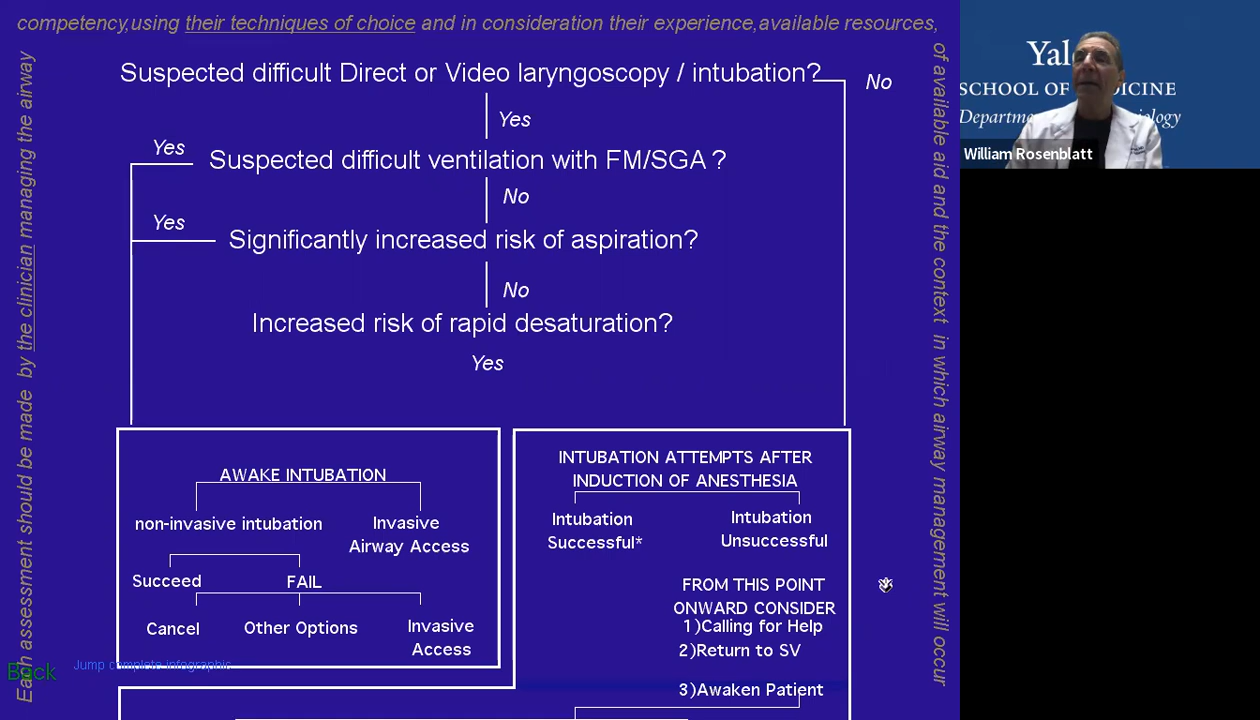 competency,using their techniques of choice and in consideration their experience,available resources,
of available aid and the context in which airway management will occur
Each assessment should be made by the clinician managing the airway
Suspected difficult Direct or Video laryngoscopy / intubation?
No
Yes
Yes
Suspected difficult ventilation with FM/SGA ?
No
Yes
Significantly increased risk of aspiration?
No
Increased risk of rapid desaturation?
Yes
AWAKE INTUBATION
non-invasive intubation
Invasive
Airway Access
Succeed
FAIL
Cancel
Other Options
Invasive
Access
INTUBATION ATTEMPTS AFTER
INDUCTION OF ANESTHESIA
Intubation
Successful*
Intubation
Unsuccessful
FROM THIS POINT
ONWARD CONSIDER
1)Calling for Help
2)Return to SV
3)Awaken Patient
Back
Jump complete infographic
SCHOOL OF
William Rosenblatt